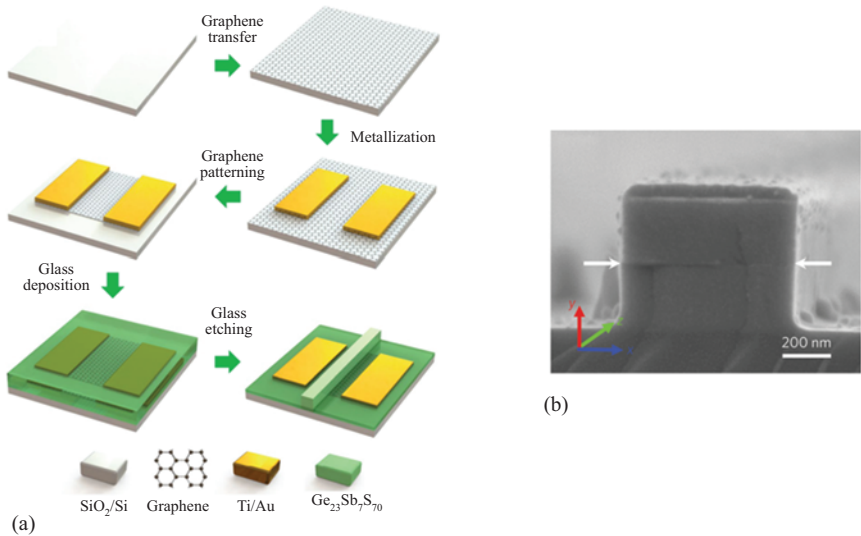 Graphene
transfer
Metallization
Graphene
patterning
Glass
deposition
Glass
etching
SiO₂/Si
Graphene
Ti/Au
Ge₂₃Sb₇S₇₀
(a)
y
z
x
200 nm
(b)